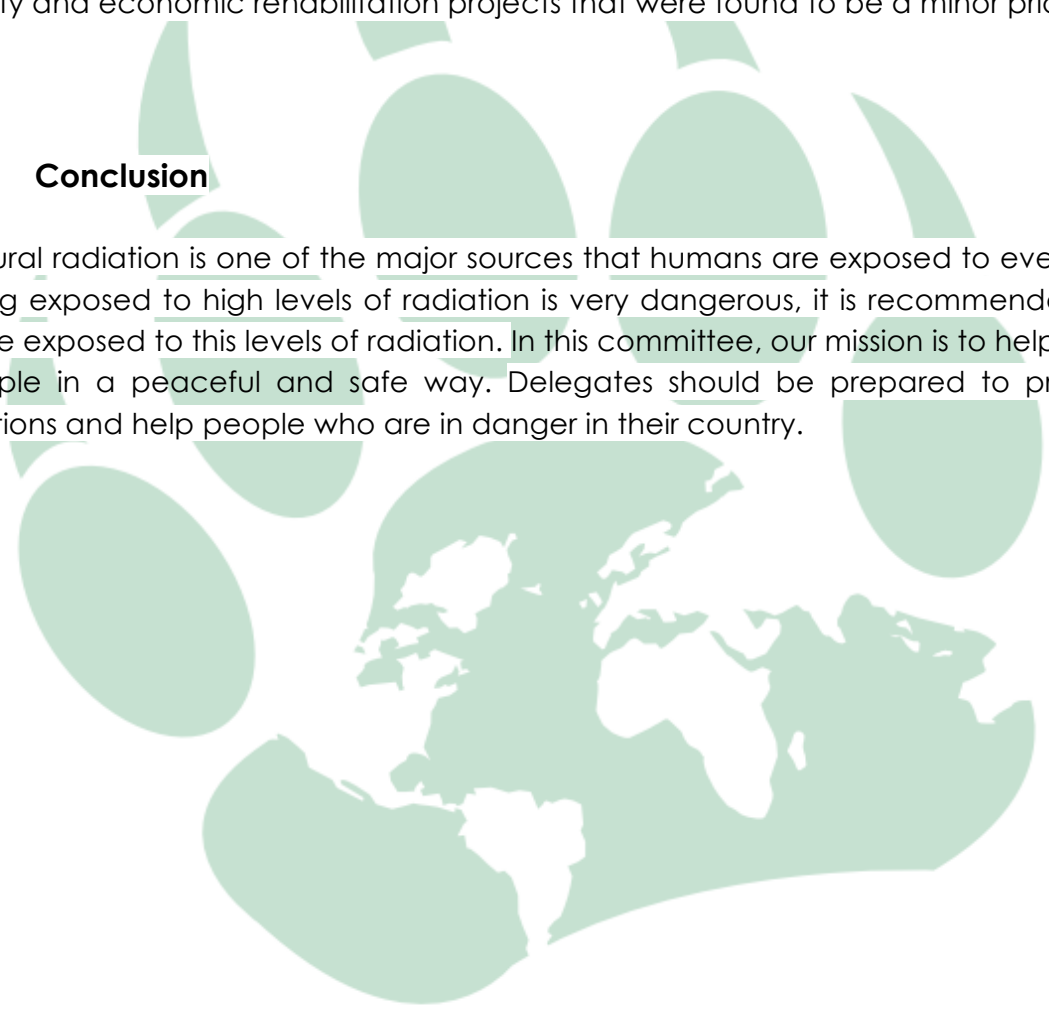 ty and economic rehabilitation projects that were found to be a minor prio
Conclusion
ural radiation is one of the major sources that humans are exposed to eve
g exposed to high levels of radiation is very dangerous, it is recommend
e exposed to this levels of radiation. In this committee, our mission is to help
ple in a peaceful and safe way. Delegates should be prepared to pr
tions and help people who are in danger in their country.